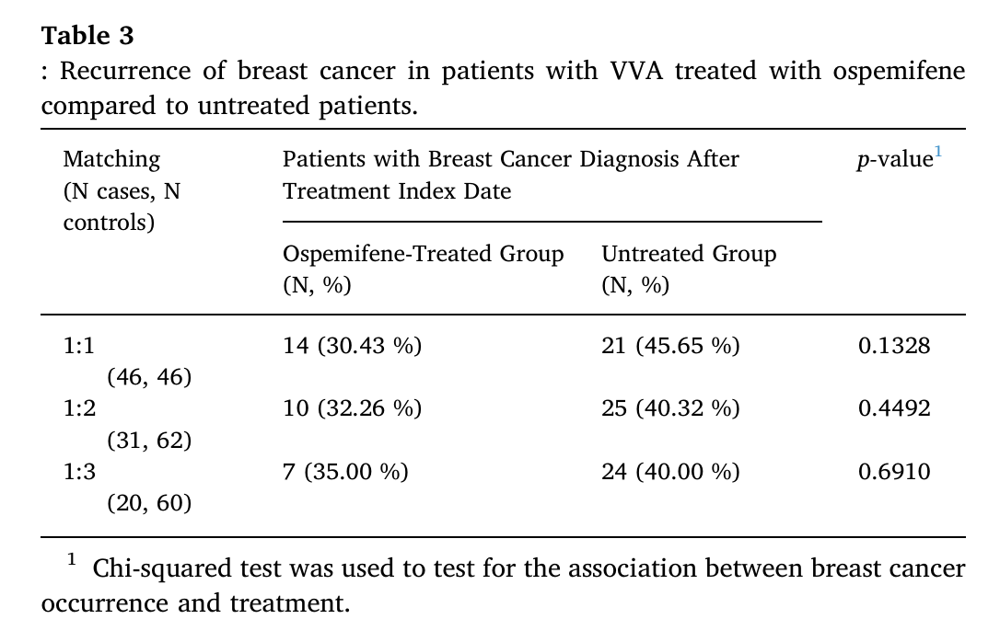 Table 3
: Recurrence of breast cancer in patients with VVA treated with ospemifene
compared to untreated patients.
Matching
(N cases, N
controls)
Patients with Breast Cancer Diagnosis After
Treatment Index Date
p-value1
Ospemifene-Treated Group
(N, %)
Untreated Group
(N, %)
1:1
(46, 46)
14 (30.43 %)
21 (45.65 %)
0.1328
1:2
(31, 62)
10 (32.26 %)
25 (40.32 %)
0.4492
1:3
(20, 60)
7 (35.00 %)
24 (40.00 %)
0.6910
1 Chi-squared test was used to test for the association between breast cancer
occurrence and treatment.